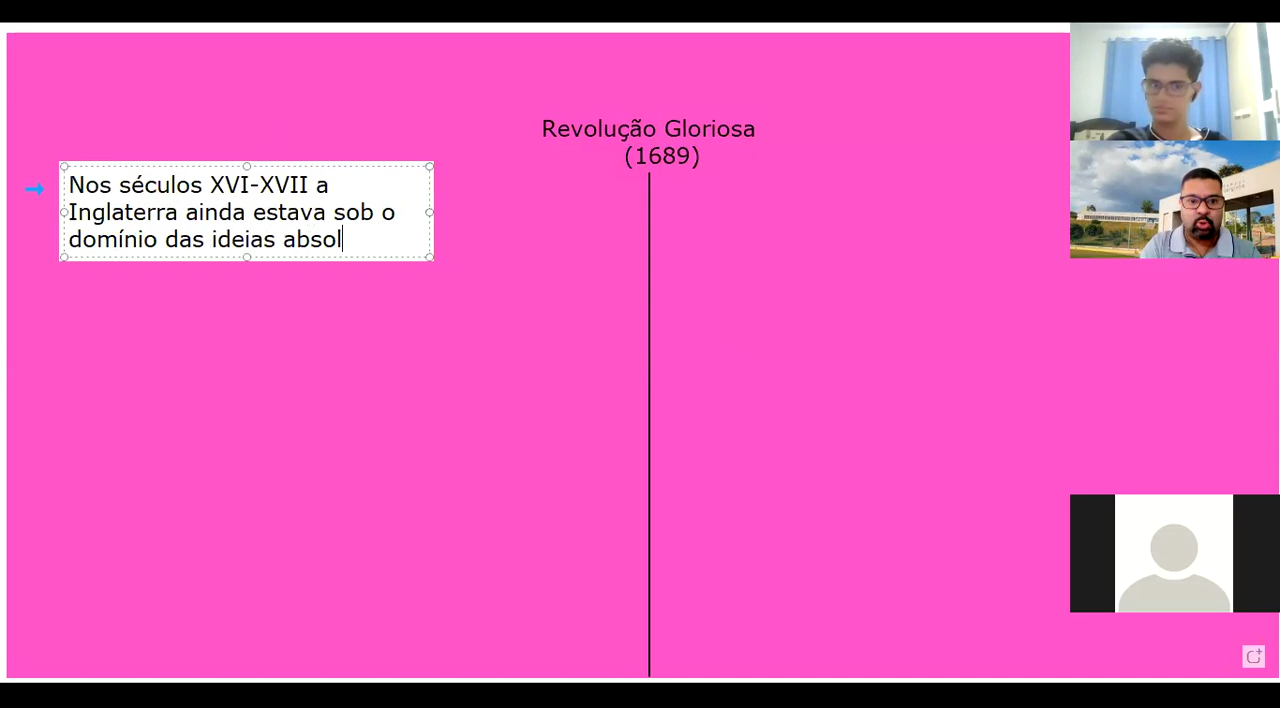 Revolução Gloriosa
(1689)
Nos séculos XVI-XVII a
Inglaterra ainda estava sob o
domínio das ideias absol